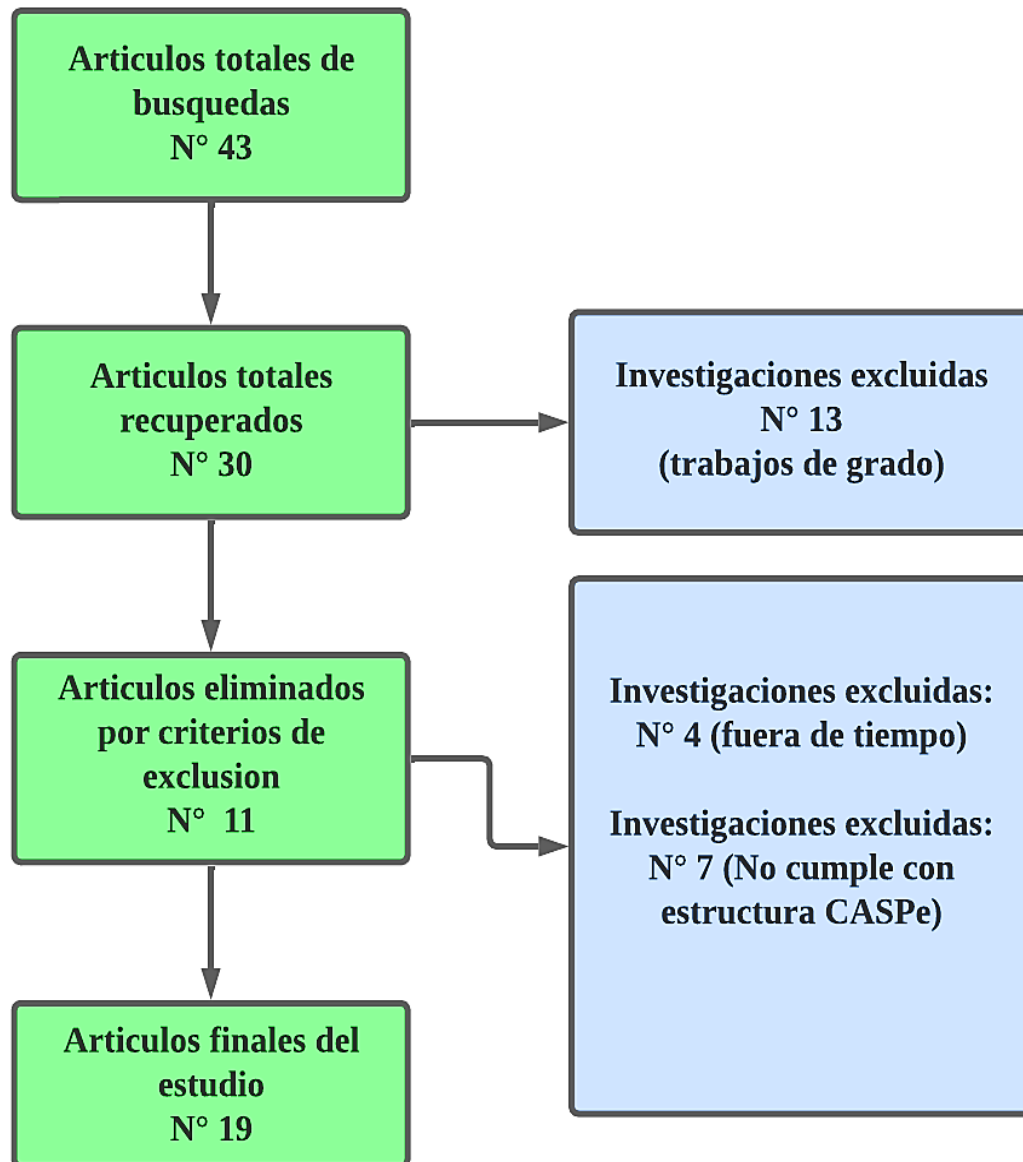 Articulos totales de
busquedas
N° 43
Articulos totales
recuperados
N° 30
Investigaciones excluidas
N° 13
(trabajos de grado)
Articulos eliminados
por criterios de
exclusion
N° 11
Investigaciones excluidas:
N° 4 (fuera de tiempo)
Investigaciones excluidas:
N° 7 (No cumple con
estructura CASPe)
Articulos finales del
estudio
N° 19